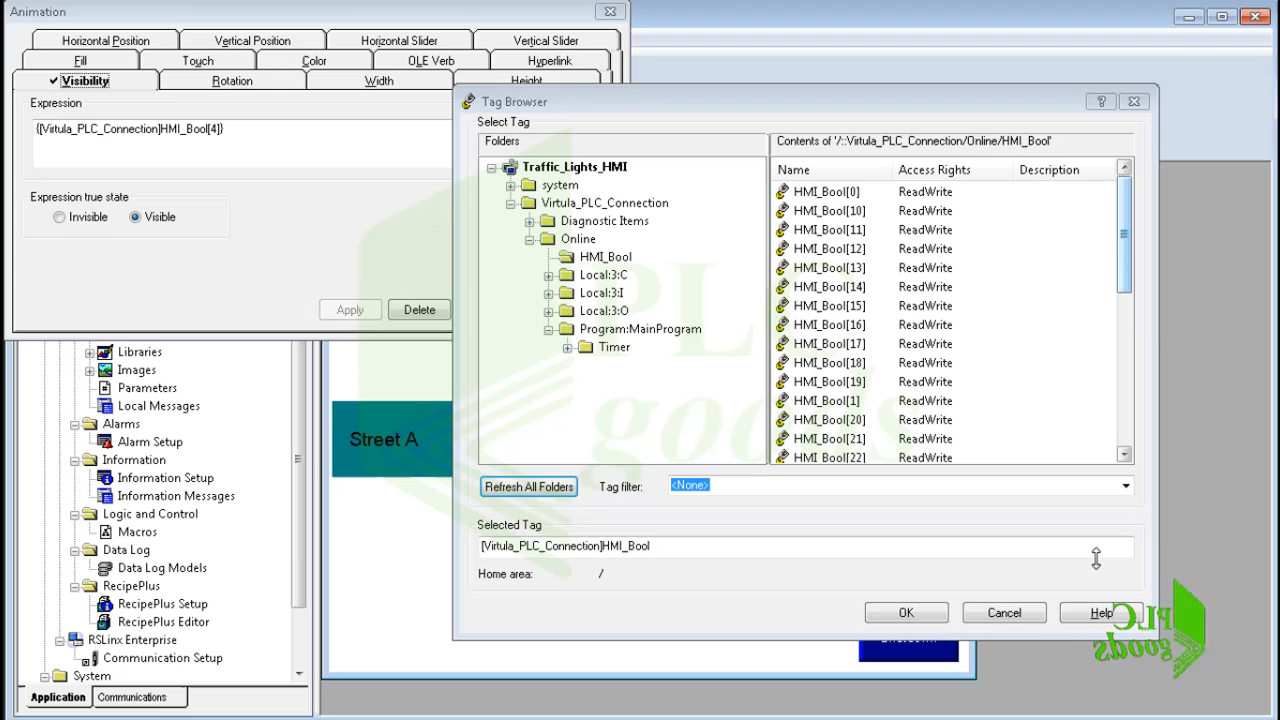 Animation
Horizontal Position
Vertical Position
Horizontal Slider
Vertical Slider
Fill
Touch
Color
OLE Verb
Hyperlink
Visibility
Rotation
Width
Height
Expression
{[Virtula_PLC_Connection]HMI_Bool[4]}
Expression true state
Invisible
Visible
Apply
Delete
Tag Browser
Select Tag
Folders
Traffic_Lights_HMI
system
Virtula_PLC_Connection
Diagnostic Items
Online
HMI_Bool
Local:3:C
Local:3:I
Local:3:O
Program:MainProgram
Timer
Contents of '/::Virtula_PLC_Connection/Online/HMI_Bool'
Name Access Rights Description
HMI_Bool[0] ReadWrite
HMI_Bool[10] ReadWrite
HMI_Bool[11] ReadWrite
HMI_Bool[12] ReadWrite
HMI_Bool[13] ReadWrite
HMI_Bool[14] ReadWrite
HMI_Bool[15] ReadWrite
HMI_Bool[16] ReadWrite
HMI_Bool[17] ReadWrite
HMI_Bool[18] ReadWrite
HMI_Bool[19] ReadWrite
HMI_Bool[1] ReadWrite
HMI_Bool[20] ReadWrite
HMI_Bool[21] ReadWrite
HMI_Bool[22] ReadWrite
Refresh All Folders
Tag filter:
<None>
Selected Tag
[Virtula_PLC_Connection]HMI_Bool
Home area: /
OK
Cancel
Help
Libraries
Images
Parameters
Local Messages
Alarms
Alarm Setup
Information
Information Setup
Information Messages
Logic and Control
Macros
Data Log
Data Log Models
RecipePlus
RecipePlus Setup
RecipePlus Editor
RSLinx Enterprise
Communication Setup
System
Application
Communications
Street A
PLC
goods
PLC
goods